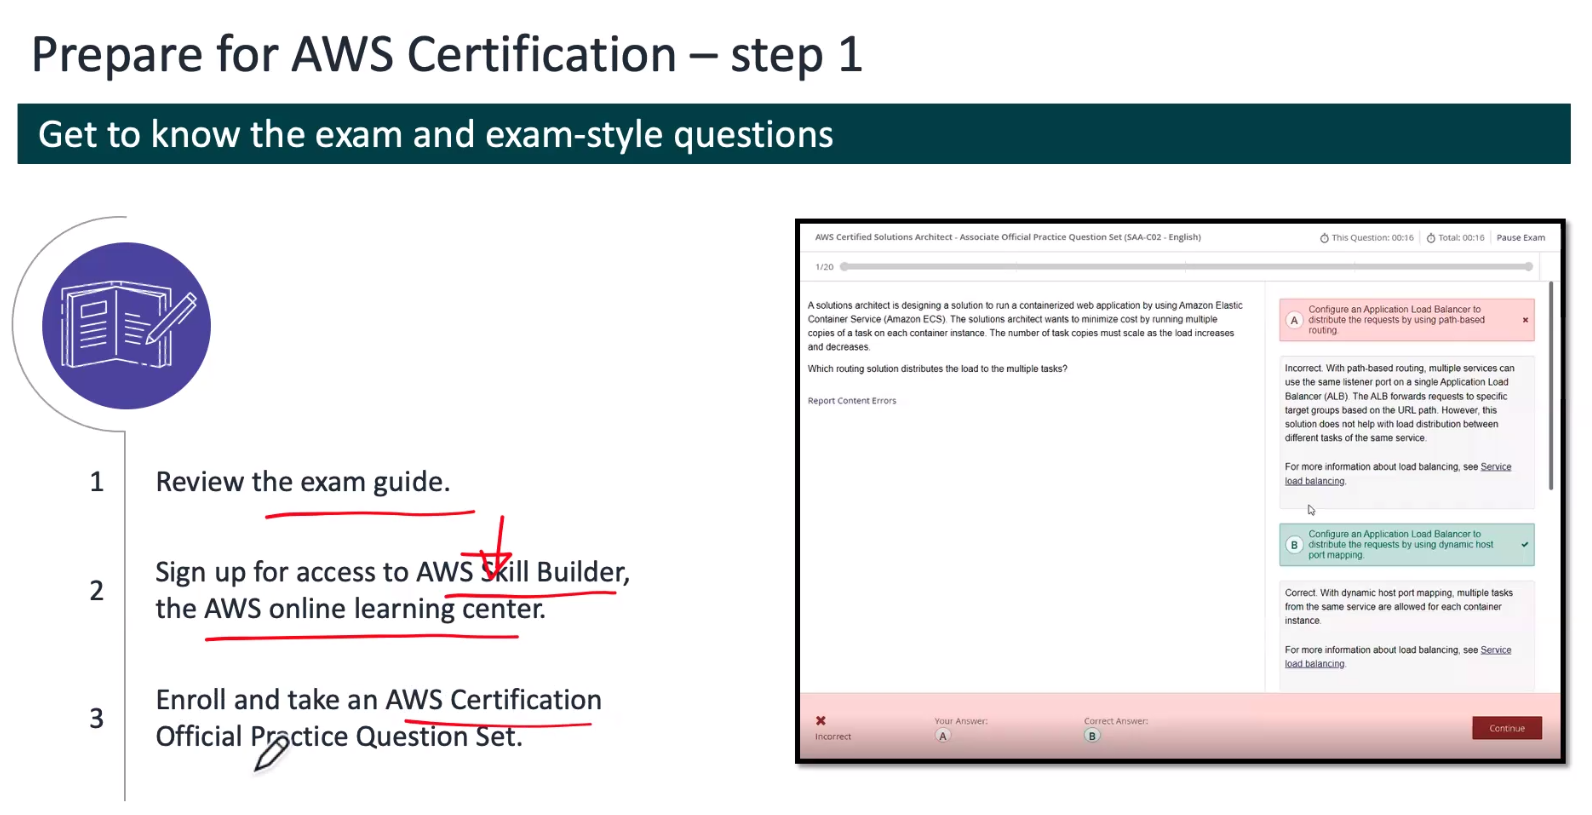 Prepare for AWS Certification – step 1
Get to know the exam and exam-style questions
1
Review the exam guide.
2
Sign up for access to AWS Skill Builder,
the AWS online learning center.
3
Enroll and take an AWS Certification
Official Practice Question Set.
AWS Certified Solutions Architect - Associate Official Practice Question Set (SAA-C02 - English)
This Question: 00:16
Total: 00:16
Pause Exam
1/20
A solutions architect is designing a solution to run a containerized web application by using Amazon Elastic
Container Service (Amazon ECS). The solutions architect wants to minimize cost by running multiple
copies of a task on each container instance. The number of task copies must scale as the load increases
and decreases.
Which routing solution distributes the load to the multiple tasks?
Report Content Errors
A
Configure an Application Load Balancer to
distribute the requests by using path-based
routing.
Incorrect. With path-based routing, multiple services can
use the same listener port on a single Application Load
Balancer (ALB). The ALB forwards requests to specific
target groups based on the URL path. However, this
solution does not help with load distribution between
different tasks of the same service.
For more information about load balancing, see Service
load balancing.
B
Configure an Application Load Balancer to
distribute the requests by using dynamic host
port mapping.
Correct. With dynamic host port mapping, multiple tasks
from the same service are allowed for each container
instance.
For more information about load balancing, see Service
load balancing.
Incorrect
Your Answer:
A
Correct Answer:
B
Continue